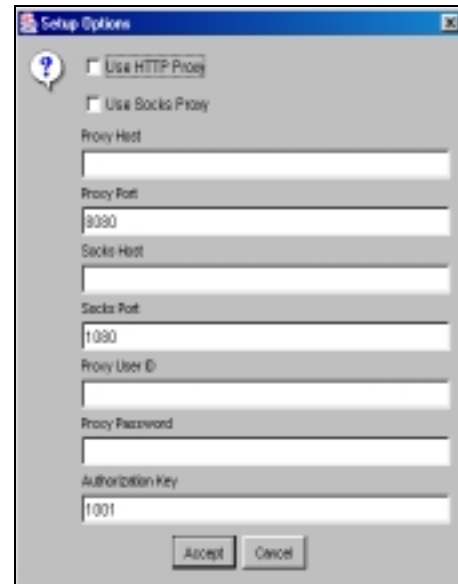 Setup Options
Use HTTP Proxy
Use Socks Proxy
Proxy Host
Proxy Port
8080
Socks Host
Socks Port
1080
Proxy User ID
Proxy Password
Authorization Key
1001
Accept Cancel